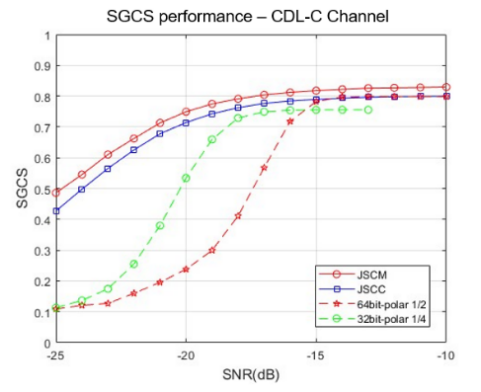 SGCS performance – CDL-C Channel
1
0.9
0.8
0.7
0.6
0.5
0.4
0.3
0.2
0.1
0
SGCS
-25
-20
-15
-10
SNR(dB)
JSCM
JSCC
64bit-polar 1/2
32bit-polar 1/4